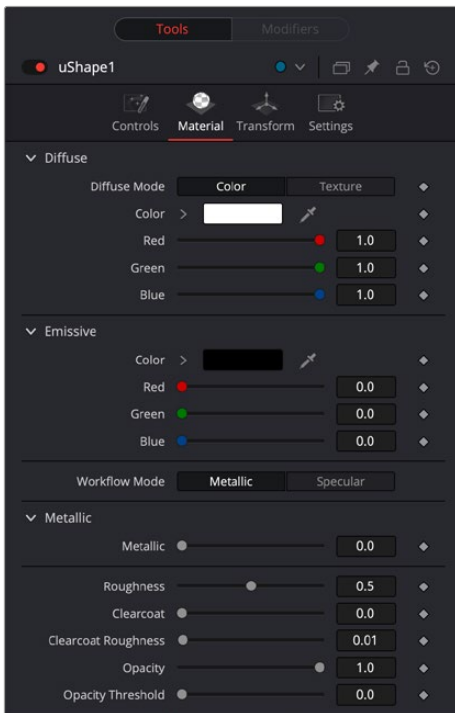 Tools Modifiers
uShape1
Controls Material Transform Settings
Diffuse
Diffuse Mode Color Texture
Color
Red 1.0
Green 1.0
Blue 1.0
Emissive
Color
Red 0.0
Green 0.0
Blue 0.0
Workflow Mode Metallic Specular
Metallic
Metallic 0.0
Roughness 0.5
Clearcoat 0.0
Clearcoat Roughness 0.01
Opacity 1.0
Opacity Threshold 0.0